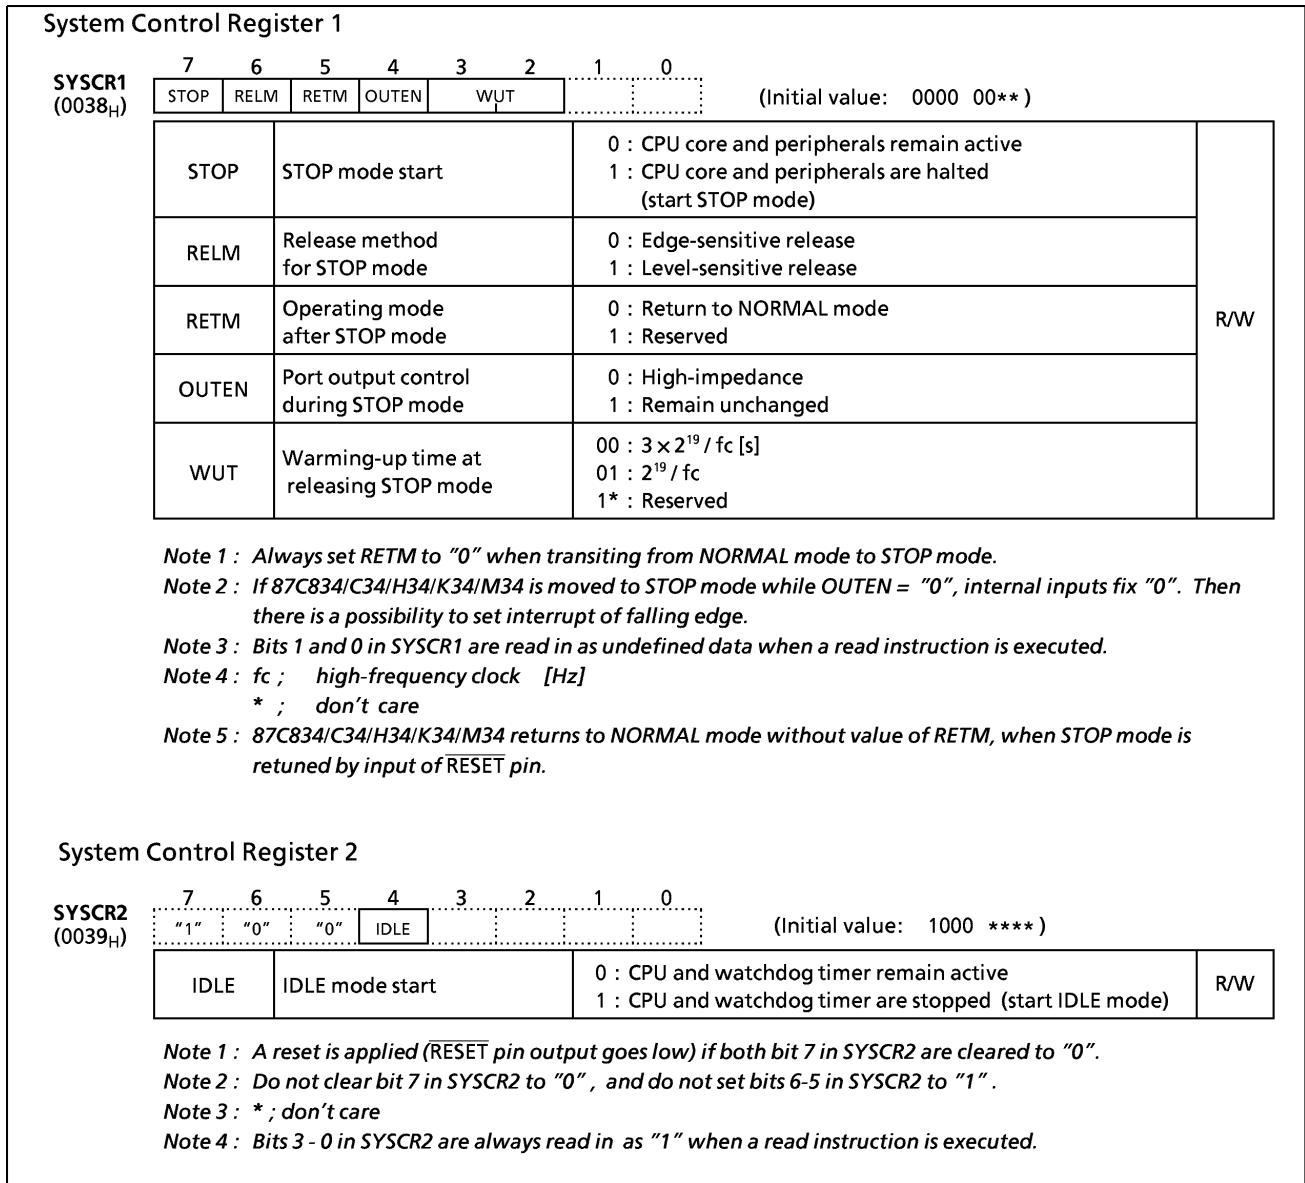 System Control Register 1
7 6 5 4 3 2 1 0
SYSCR1
(0038H)
STOP RELM RETM OUTEN WUT
(Initial value: 0000 00**)
STOP STOP mode start
0 : CPU core and peripherals remain active
1 : CPU core and peripherals are halted
(start STOP mode)
RELM Release method
for STOP mode
0 : Edge-sensitive release
1 : Level-sensitive release
RETM Operating mode
after STOP mode
0 : Return to NORMAL mode
1 : Reserved
R/W
OUTEN Port output control
during STOP mode
0 : High-impedance
1 : Remain unchanged
WUT Warming-up time at
releasing STOP mode
00 : 3 × 2¹⁹ / fc [s]
01 : 2¹⁹ / fc
1* : Reserved
Note 1 : Always set RETM to "0" when transiting from NORMAL mode to STOP mode.
Note 2 : If 87C834/C34/H34/K34/M34 is moved to STOP mode while OUTEN = "0", internal inputs fix "0". Then
there is a possibility to set interrupt of falling edge.
Note 3 : Bits 1 and 0 in SYSCR1 are read in as undefined data when a read instruction is executed.
Note 4 : fc ; high-frequency clock [Hz]
* ; don't care
Note 5 : 87C834/C34/H34/K34/M34 returns to NORMAL mode without value of RETM, when STOP mode is
retuned by input of RESET pin.
System Control Register 2
7 6 5 4 3 2 1 0
SYSCR2
(0039H)
"1" "0" "0" IDLE
(Initial value: 1000 ****)
IDLE IDLE mode start
0 : CPU and watchdog timer remain active
1 : CPU and watchdog timer are stopped (start IDLE mode)
R/W
Note 1 : A reset is applied (RESET pin output goes low) if both bit 7 in SYSCR2 are cleared to "0".
Note 2 : Do not clear bit 7 in SYSCR2 to "0" , and do not set bits 6-5 in SYSCR2 to "1" .
Note 3 : * ; don't care
Note 4 : Bits 3 - 0 in SYSCR2 are always read in as "1" when a read instruction is executed.